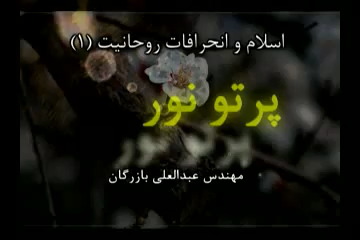 اسلام و انحرافات روحانیت (۱)
پرتو نور
مهندس عبدالعلی بازرگان